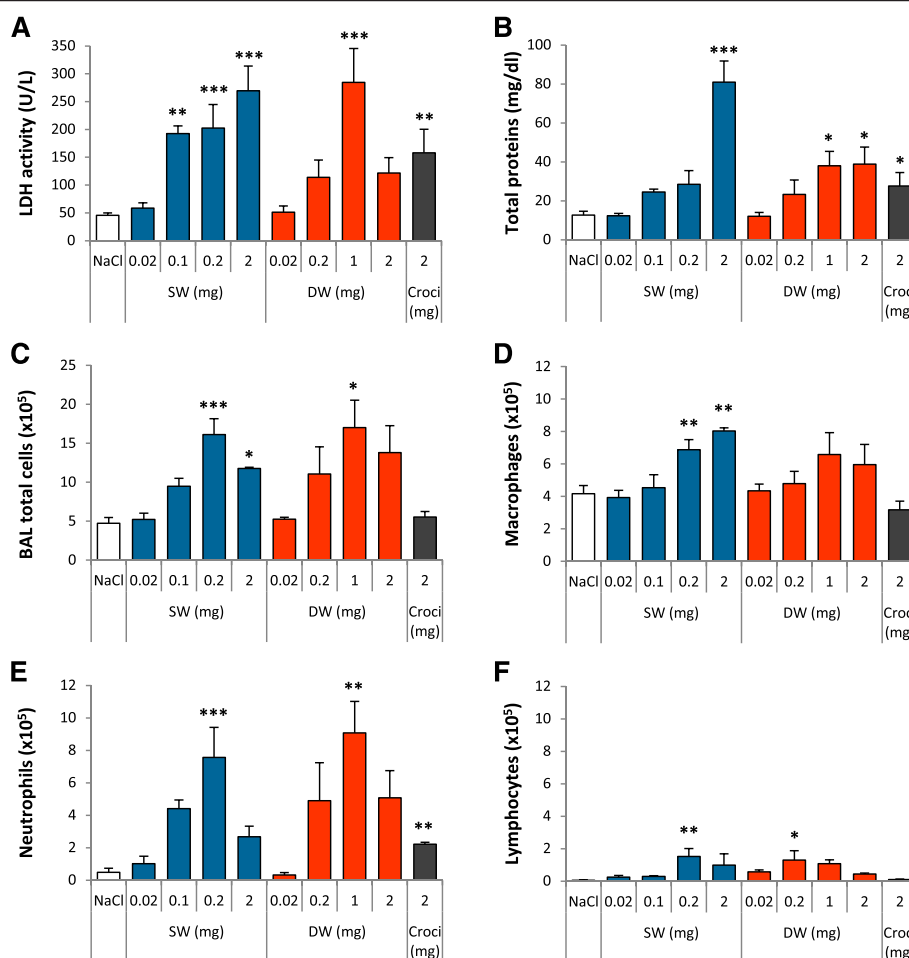 A
LDH activity (U/L)
350
300
250
200
150
100
50
0
** *** *** *** **
NaCl 0.02 0.1 0.2 2 0.02 0.2 1 2 2
SW (mg) DW (mg) Croci
(mg)
B
Total proteins (mg/dl)
100
80
60
40
20
0
*** * * *
NaCl 0.02 0.1 0.2 2 0.02 0.2 1 2 2
SW (mg) DW (mg) Croc
(mg
C
BAL total cells (x10⁵)
25
20
15
10
5
0
*** * *
NaCl 0.02 0.1 0.2 2 0.02 0.2 1 2 2
SW (mg) DW (mg) Croci
(mg)
D
Macrophages (x10⁵)
12
10
8
6
4
2
0
** **
NaCl 0.02 0.1 0.2 2 0.02 0.2 1 2 2
SW (mg) DW (mg) Croc
(mg
E
Neutrophils (x10⁵)
12
10
8
6
4
2
0
*** ** **
NaCl 0.02 0.1 0.2 2 0.02 0.2 1 2 2
SW (mg) DW (mg) Croci
(mg)
F
Lymphocytes (x10⁵)
12
10
8
6
4
2
0
** *
NaCl 0.02 0.1 0.2 2 0.02 0.2 1 2 2
SW (mg) DW (mg) Croc
(mg